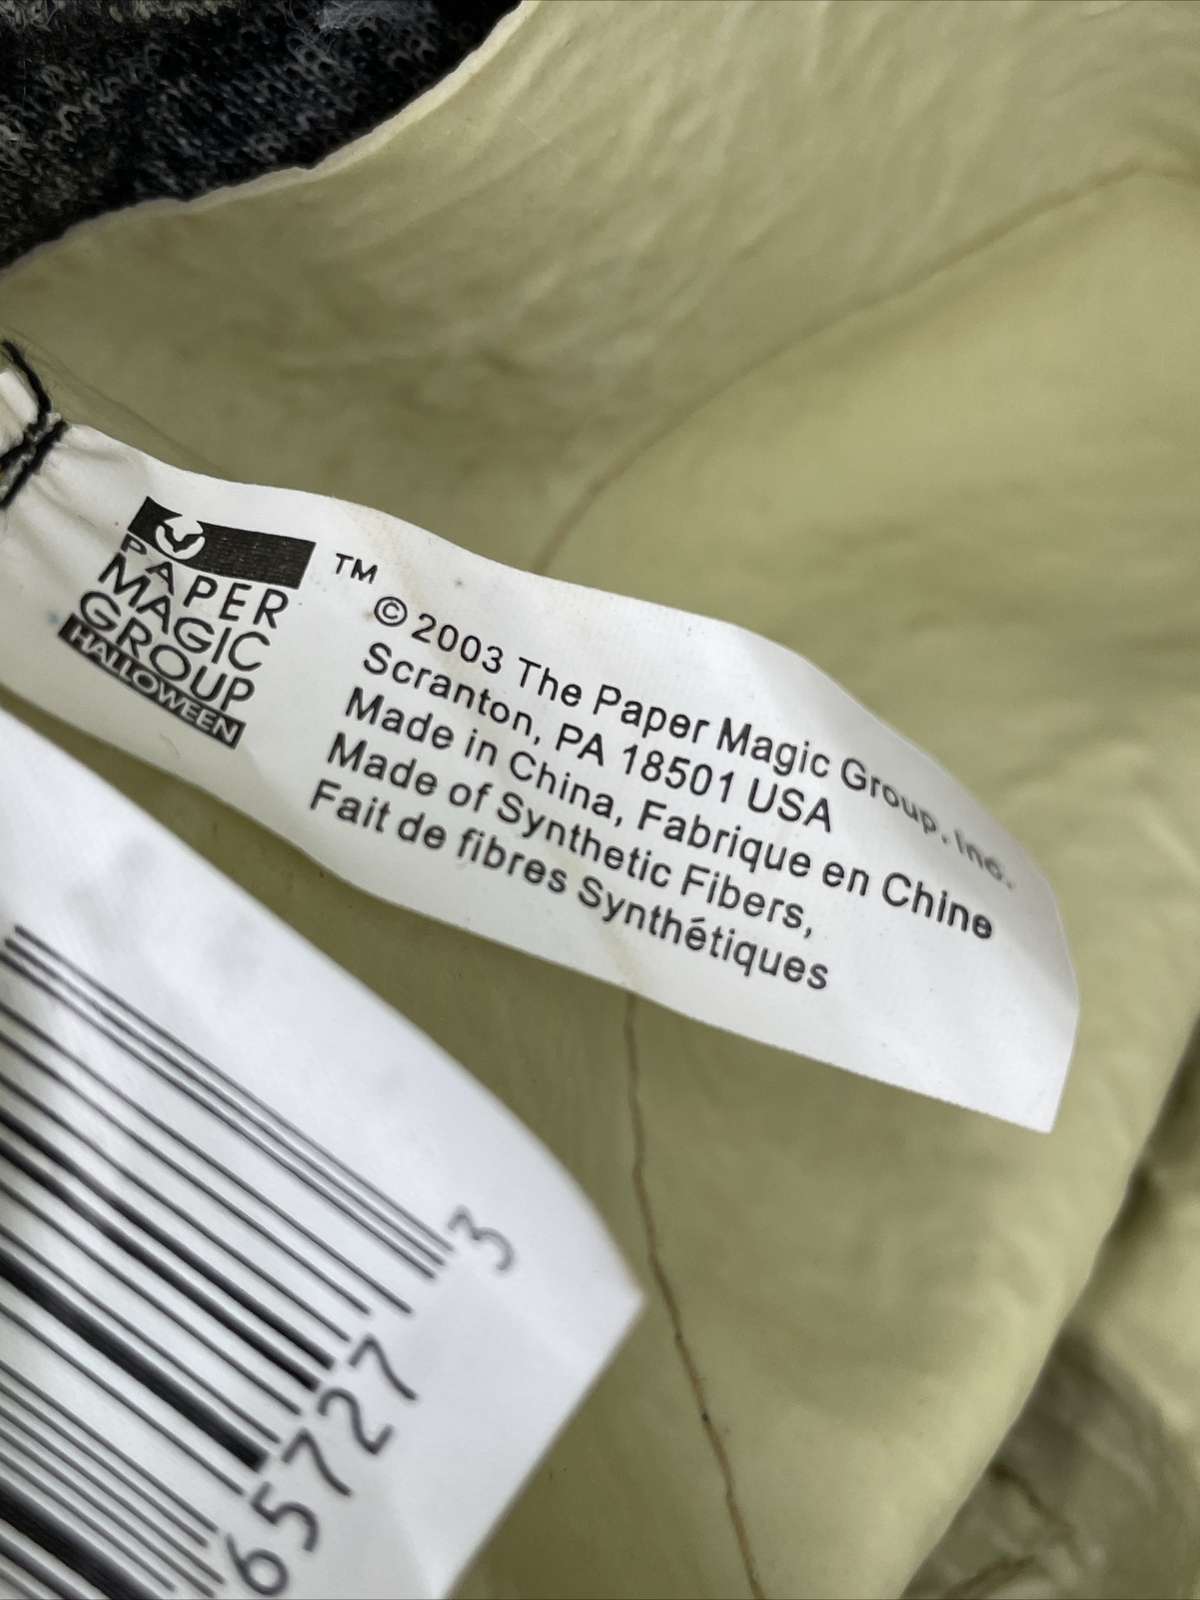 PAPER
MAGIC
GROUP
HALLOWEEN
TM
© 2003 The Paper Magic Group, Inc.
Scranton, PA 18501 USA
Made in China, Fabrique en Chine
Made of Synthetic Fibers,
Fait de fibres Synthétiques
65727 3